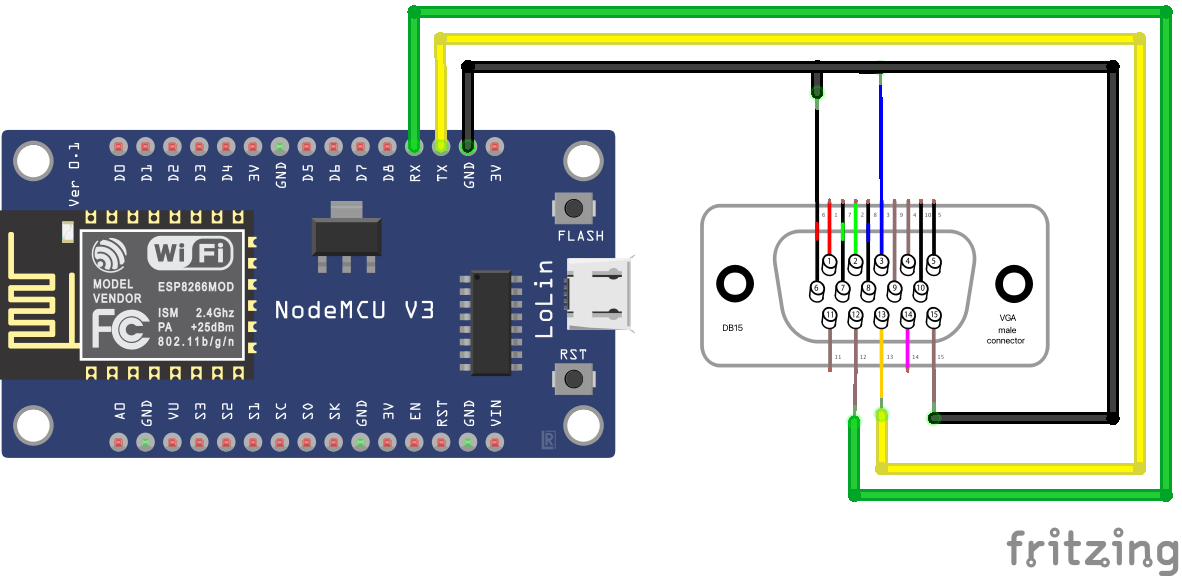 D0 D1 D2 D3 D4 3V GND D5 D6 D7 D8 RX TX GND 3V
Ver 0.1
FLASH
WiFi
MODEL
VENDOR
ESP8266MOD
FC
ISM 2.4Ghz
PA +25dBm
802.11b/g/n
NodeMCU V3
LoLin
RST
A0 GND VU S3 S2 S1 SC S0 SK GND 3V EN RST GND VIN
R
6 1 7 2 8 3 9 4 10 5
1 2 3 4 5
6 7 8 9 10
11 12 13 14 15
DB15
VGA
male
connector
11 12 13 14 15
fritzing